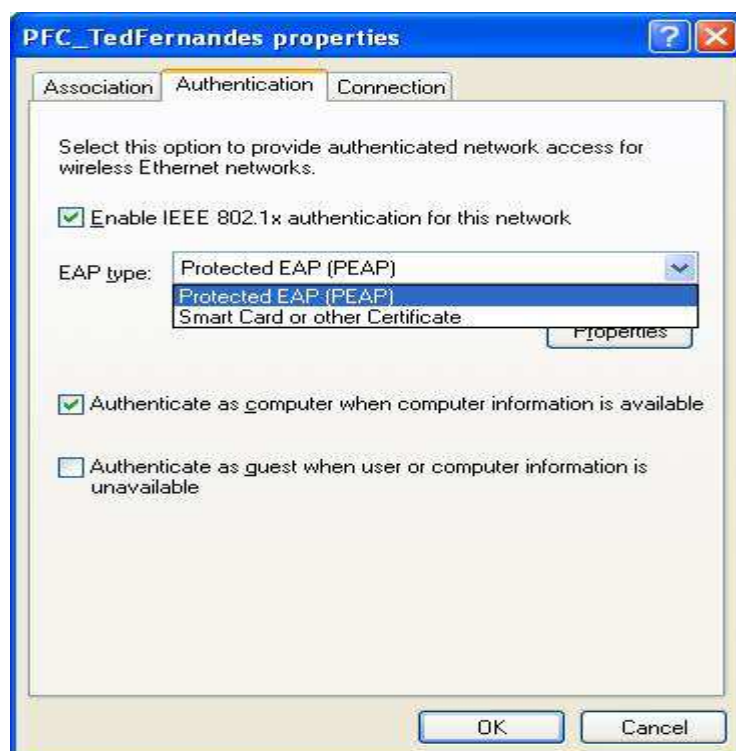 PFC_TedFernandes properties
?
Association Authentication Connection
Select this option to provide authenticated network access for
wireless Ethernet networks.
Enable IEEE 802.1x authentication for this network
EAP type: Protected EAP (PEAP)
Protected EAP (PEAP)
Smart Card or other Certificate
Properties
Authenticate as computer when computer information is available
Authenticate as guest when user or computer information is
unavailable
OK Cancel